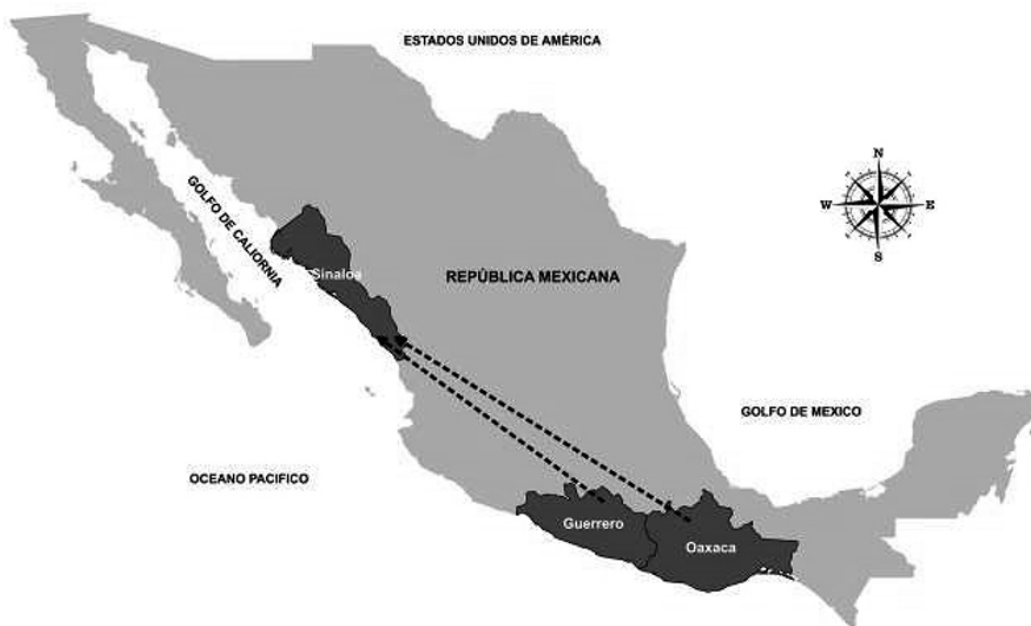 ESTADOS UNIDOS DE AMÉRICA
N
W
E
S
GOLFO DE CALIORNIA
Sinaloa
REPÚBLICA MEXICANA
GOLFO DE MEXICO
OCEANO PACIFICO
Guerrero
Oaxaca